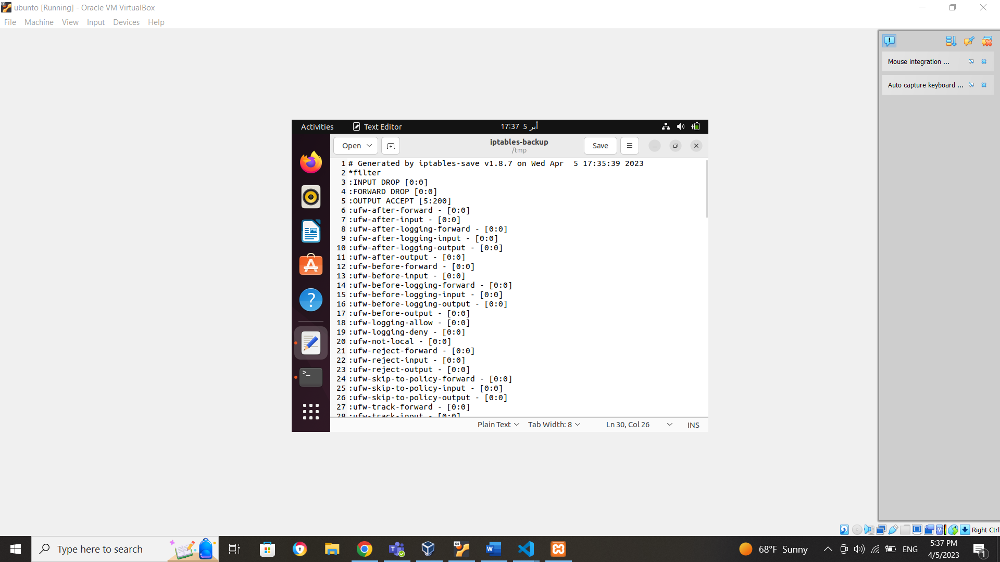 ubunto [Running] - Oracle VM VirtualBox
File Machine View Input Devices Help
Mouse integration ...
Auto capture keyboard ...
Activities Text Editor 17:37 5 أبر
Open iptables-backup Save
/tmp
1 # Generated by iptables-save v1.8.7 on Wed Apr  5 17:35:39 2023
2 *filter
3 :INPUT DROP [0:0]
4 :FORWARD DROP [0:0]
5 :OUTPUT ACCEPT [5:200]
6 :ufw-after-forward - [0:0]
7 :ufw-after-input - [0:0]
8 :ufw-after-logging-forward - [0:0]
9 :ufw-after-logging-input - [0:0]
10 :ufw-after-logging-output - [0:0]
11 :ufw-after-output - [0:0]
12 :ufw-before-forward - [0:0]
13 :ufw-before-input - [0:0]
14 :ufw-before-logging-forward - [0:0]
15 :ufw-before-logging-input - [0:0]
16 :ufw-before-logging-output - [0:0]
17 :ufw-before-output - [0:0]
18 :ufw-logging-allow - [0:0]
19 :ufw-logging-deny - [0:0]
20 :ufw-not-local - [0:0]
21 :ufw-reject-forward - [0:0]
22 :ufw-reject-input - [0:0]
23 :ufw-reject-output - [0:0]
24 :ufw-skip-to-policy-forward - [0:0]
25 :ufw-skip-to-policy-input - [0:0]
26 :ufw-skip-to-policy-output - [0:0]
27 :ufw-track-forward - [0:0]
28 :ufw-track-input - [0:0]
Plain Text Tab Width: 8 Ln 30, Col 26 INS
Right Ctrl
Type here to search
68°F Sunny ENG
5:37 PM
4/5/2023
1